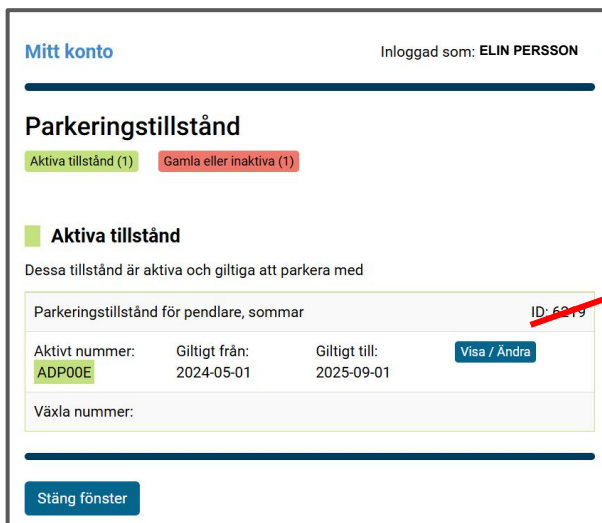 Mitt konto
Inloggad som: ELIN PERSSON
Parkeringstillstånd
Aktiva tillstånd (1) Gamla eller inaktiva (1)
Aktiva tillstånd
Dessa tillstånd är aktiva och giltiga att parkera med
Parkeringstillstånd för pendlare, sommar ID: 6219
Aktivt nummer: Giltigt från: Giltigt till: Visa / Ändra
ADP00E 2024-05-01 2025-09-01
Växla nummer:
Stäng fönster